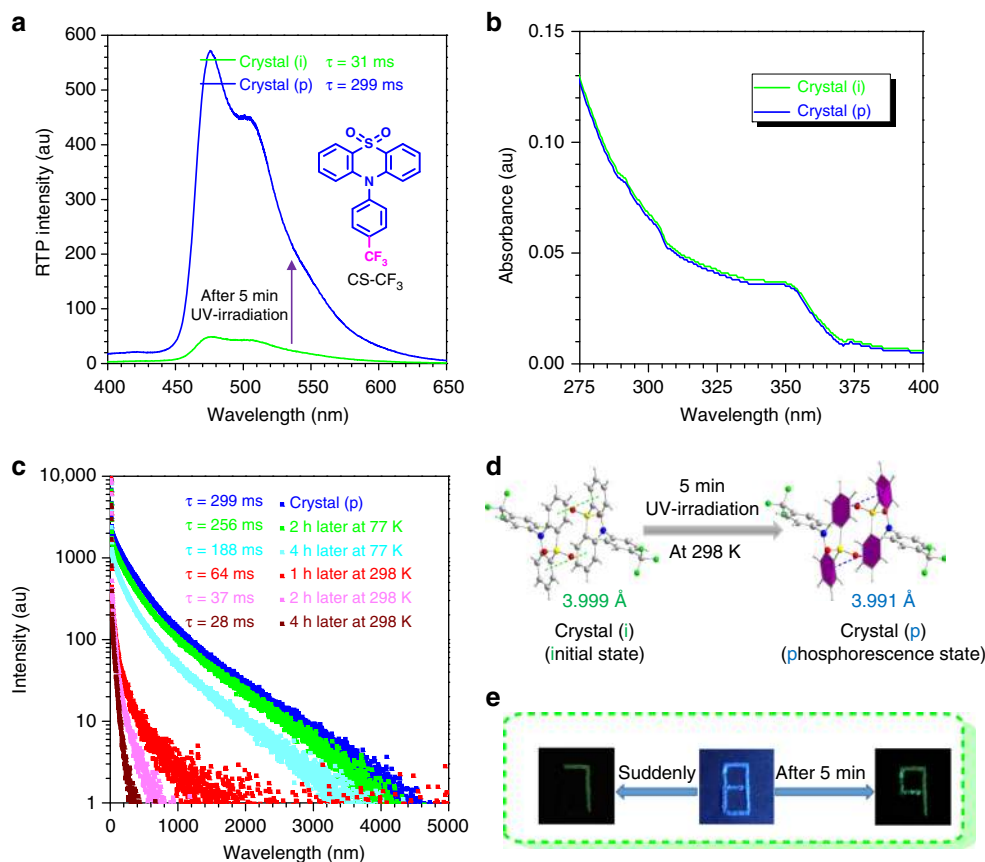 a
600
500
400
300
200
100
0
RTP intensity (au)
Crystal (i) τ = 31 ms
Crystal (p) τ = 299 ms
O O
S
N
CF3
CS-CF3
After 5 min
UV-irradiation
400 450 500 550 600 650
Wavelength (nm)
b
0.15
0.10
0.05
0.00
Absorbance (au)
Crystal (i)
Crystal (p)
275 300 325 350 375 400
Wavelength (nm)
c
10,000
1000
100
10
1
Intensity (au)
τ = 299 ms Crystal (p)
τ = 256 ms 2 h later at 77 K
τ = 188 ms 4 h later at 77 K
τ = 64 ms 1 h later at 298 K
τ = 37 ms 2 h later at 298 K
τ = 28 ms 4 h later at 298 K
0 1000 2000 3000 4000 5000
Wavelength (nm)
d
5 min
UV-irradiation
At 298 K
3.999 Å
Crystal (i)
(initial state)
3.991 Å
Crystal (p)
(phosphorescence state)
e
7
Suddenly
8
After 5 min
9